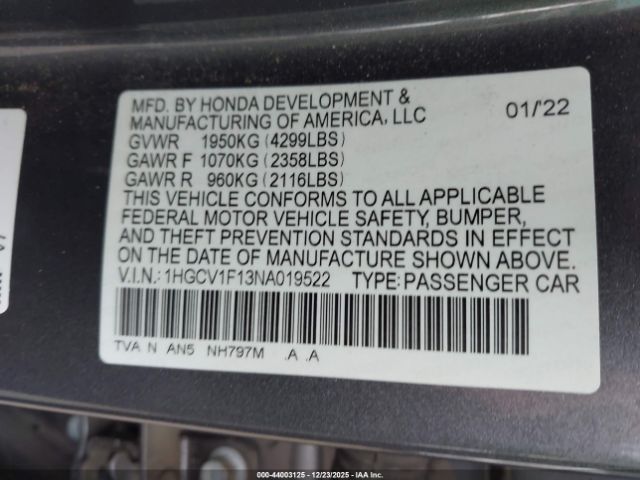 MFD. BY HONDA DEVELOPMENT &
MANUFACTURING OF AMERICA, LLC 01/'22
GVWR 1950KG (4299LBS)
GAWR F 1070KG (2358LBS)
GAWR R 960KG (2116LBS)
THIS VEHICLE CONFORMS TO ALL APPLICABLE
FEDERAL MOTOR VEHICLE SAFETY, BUMPER,
AND THEFT PREVENTION STANDARDS IN EFFECT
ON THE DATE OF MANUFACTURE SHOWN ABOVE.
V.I.N.: 1HGCV1F13NA019522 TYPE: PASSENGER CAR
TVA N AN5 NH797M .A .A
000-44003125 - 12/23/2025 - IAA Inc.